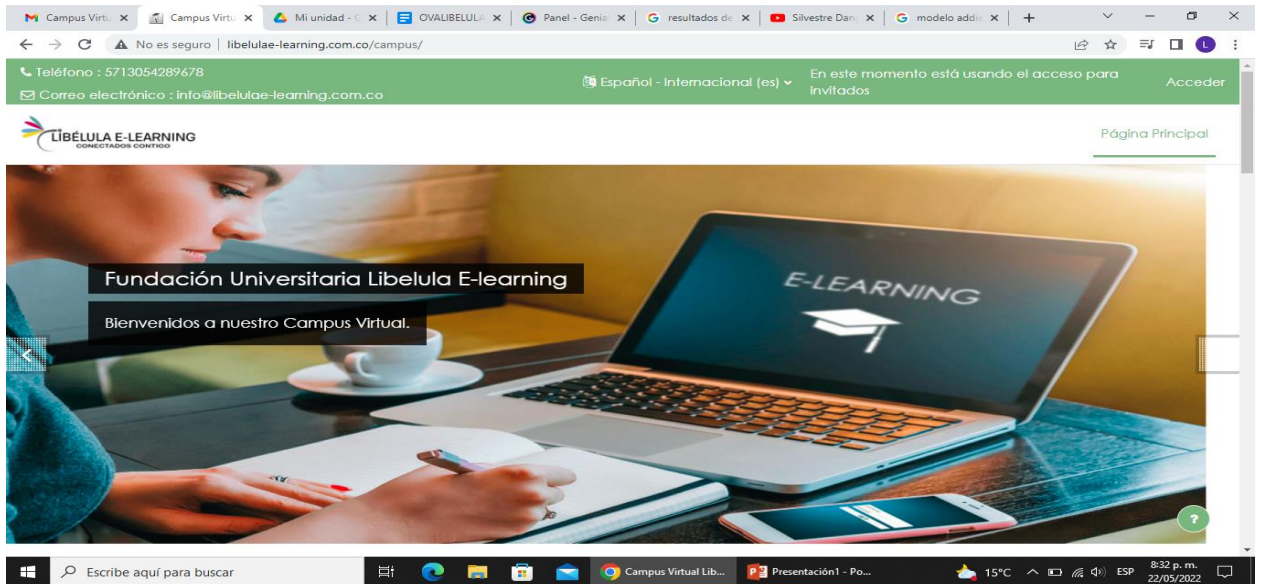 Campus Virtu
Campus Virtu
Mi unidad - G
OVALIBELULA
Panel - Genial
resultados de
Silvestre Dang
modelo addie
No es seguro | libelulae-learning.com.co/campus/
Teléfono : 5713054289678
Correo electrónico : info@libelulae-learning.com.co
Español - Internacional (es)
En este momento está usando el acceso para
invitados
Acceder
LIBÉLULA E-LEARNING
CONECTADOS CONTIGO
Página Principal
Fundación Universitaria Libelula E-learning
Bienvenidos a nuestro Campus Virtual.
E-LEARNING
?
Escribe aquí para buscar
Campus Virtual Lib...
Presentación1 - Po...
15°C
ESP
8:32 p. m.
22/05/2022